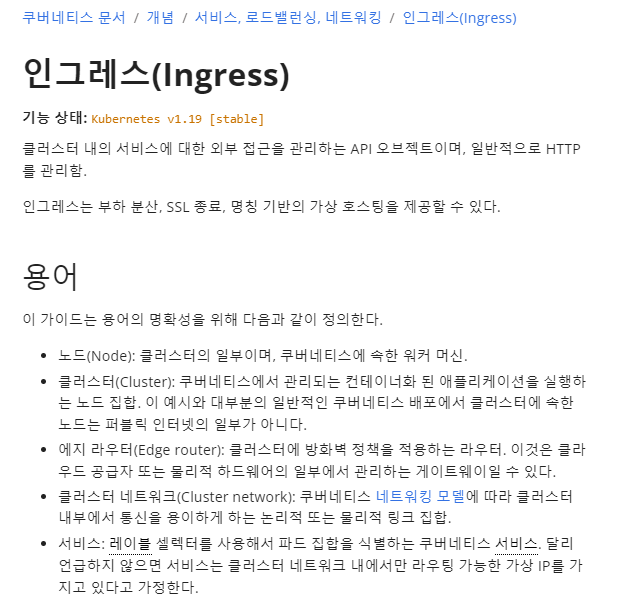 쿠버네티스 문서 / 개념 / 서비스, 로드밸런싱, 네트워킹 / 인그레스(Ingress)
인그레스(Ingress)
기능 상태: Kubernetes v1.19 [stable]
클러스터 내의 서비스에 대한 외부 접근을 관리하는 API 오브젝트이며, 일반적으로 HTTP
를 관리함.
인그레스는 부하 분산, SSL 종료, 명칭 기반의 가상 호스팅을 제공할 수 있다.
용어
이 가이드는 용어의 명확성을 위해 다음과 같이 정의한다.
• 노드(Node): 클러스터의 일부이며, 쿠버네티스에 속한 워커 머신.
• 클러스터(Cluster): 쿠버네티스에서 관리되는 컨테이너화 된 애플리케이션을 실행하
는 노드 집합. 이 예시와 대부분의 일반적인 쿠버네티스 배포에서 클러스터에 속한
노드는 퍼블릭 인터넷의 일부가 아니다.
• 에지 라우터(Edge router): 클러스터에 방화벽 정책을 적용하는 라우터. 이것은 클라
우드 공급자 또는 물리적 하드웨어의 일부에서 관리하는 게이트웨이일 수 있다.
• 클러스터 네트워크(Cluster network): 쿠버네티스 네트워킹 모델에 따라 클러스터
내부에서 통신을 용이하게 하는 논리적 또는 물리적 링크 집합.
• 서비스: 레이블 셀렉터를 사용해서 파드 집합을 식별하는 쿠버네티스 서비스. 달리
언급하지 않으면 서비스는 클러스터 네트워크 내에서만 라우팅 가능한 가상 IP를 가
지고 있다고 가정한다.